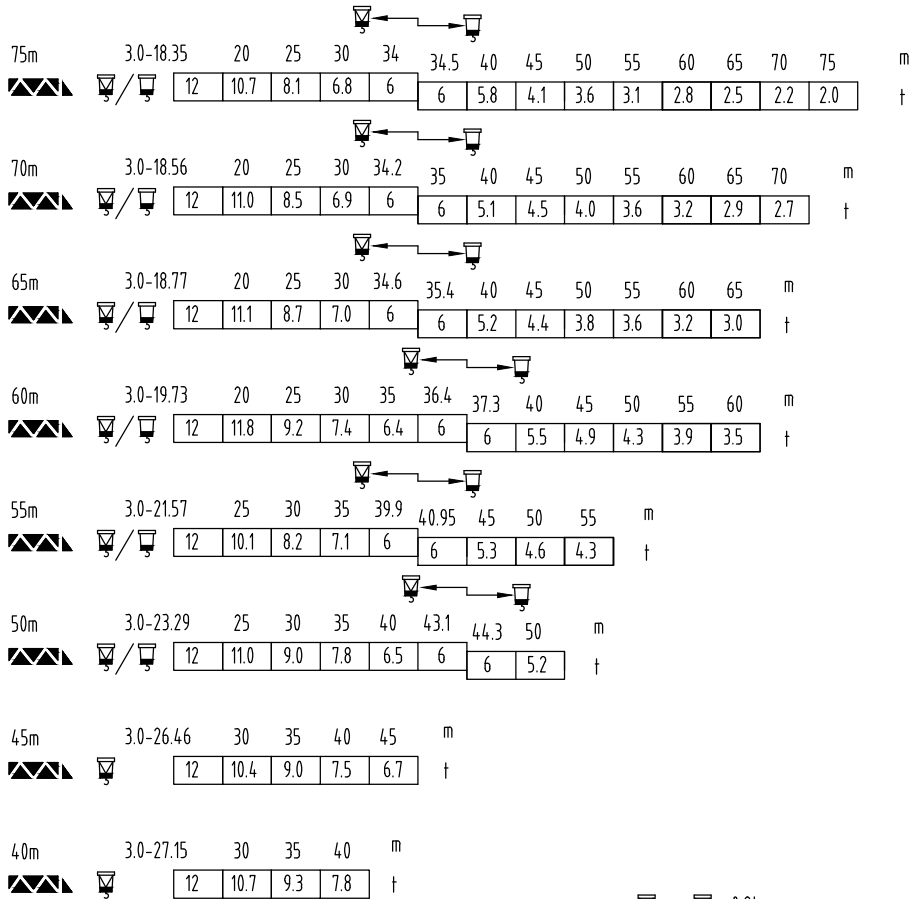 75m 3.0-18.35 20 25 30 34 34.5 40 45 50 55 60 65 70 75 m
12 10.7 8.1 6.8 6 6 5.8 4.1 3.6 3.1 2.8 2.5 2.2 2.0 t
70m 3.0-18.56 20 25 30 34.2 35 40 45 50 55 60 65 70 m
12 11.0 8.5 6.9 6 6 5.1 4.5 4.0 3.6 3.2 2.9 2.7 t
65m 3.0-18.77 20 25 30 34.6 35.4 40 45 50 55 60 65 m
12 11.1 8.7 7.0 6 6 5.2 4.4 3.8 3.6 3.2 3.0 t
60m 3.0-19.73 20 25 30 35 36.4 37.3 40 45 50 55 60 m
12 11.8 9.2 7.4 6.4 6 6 5.5 4.9 4.3 3.9 3.5 t
55m 3.0-21.57 25 30 35 39.9 40.95 45 50 55 m
12 10.1 8.2 7.1 6 6 5.3 4.6 4.3 t
50m 3.0-23.29 25 30 35 40 43.1 44.3 50 m
12 11.0 9.0 7.8 6.5 6 6 5.2 t
45m 3.0-26.46 30 35 40 45 m
12 10.4 9.0 7.5 6.7 t
40m 3.0-27.15 30 35 40 m
12 10.7 9.3 7.8 t